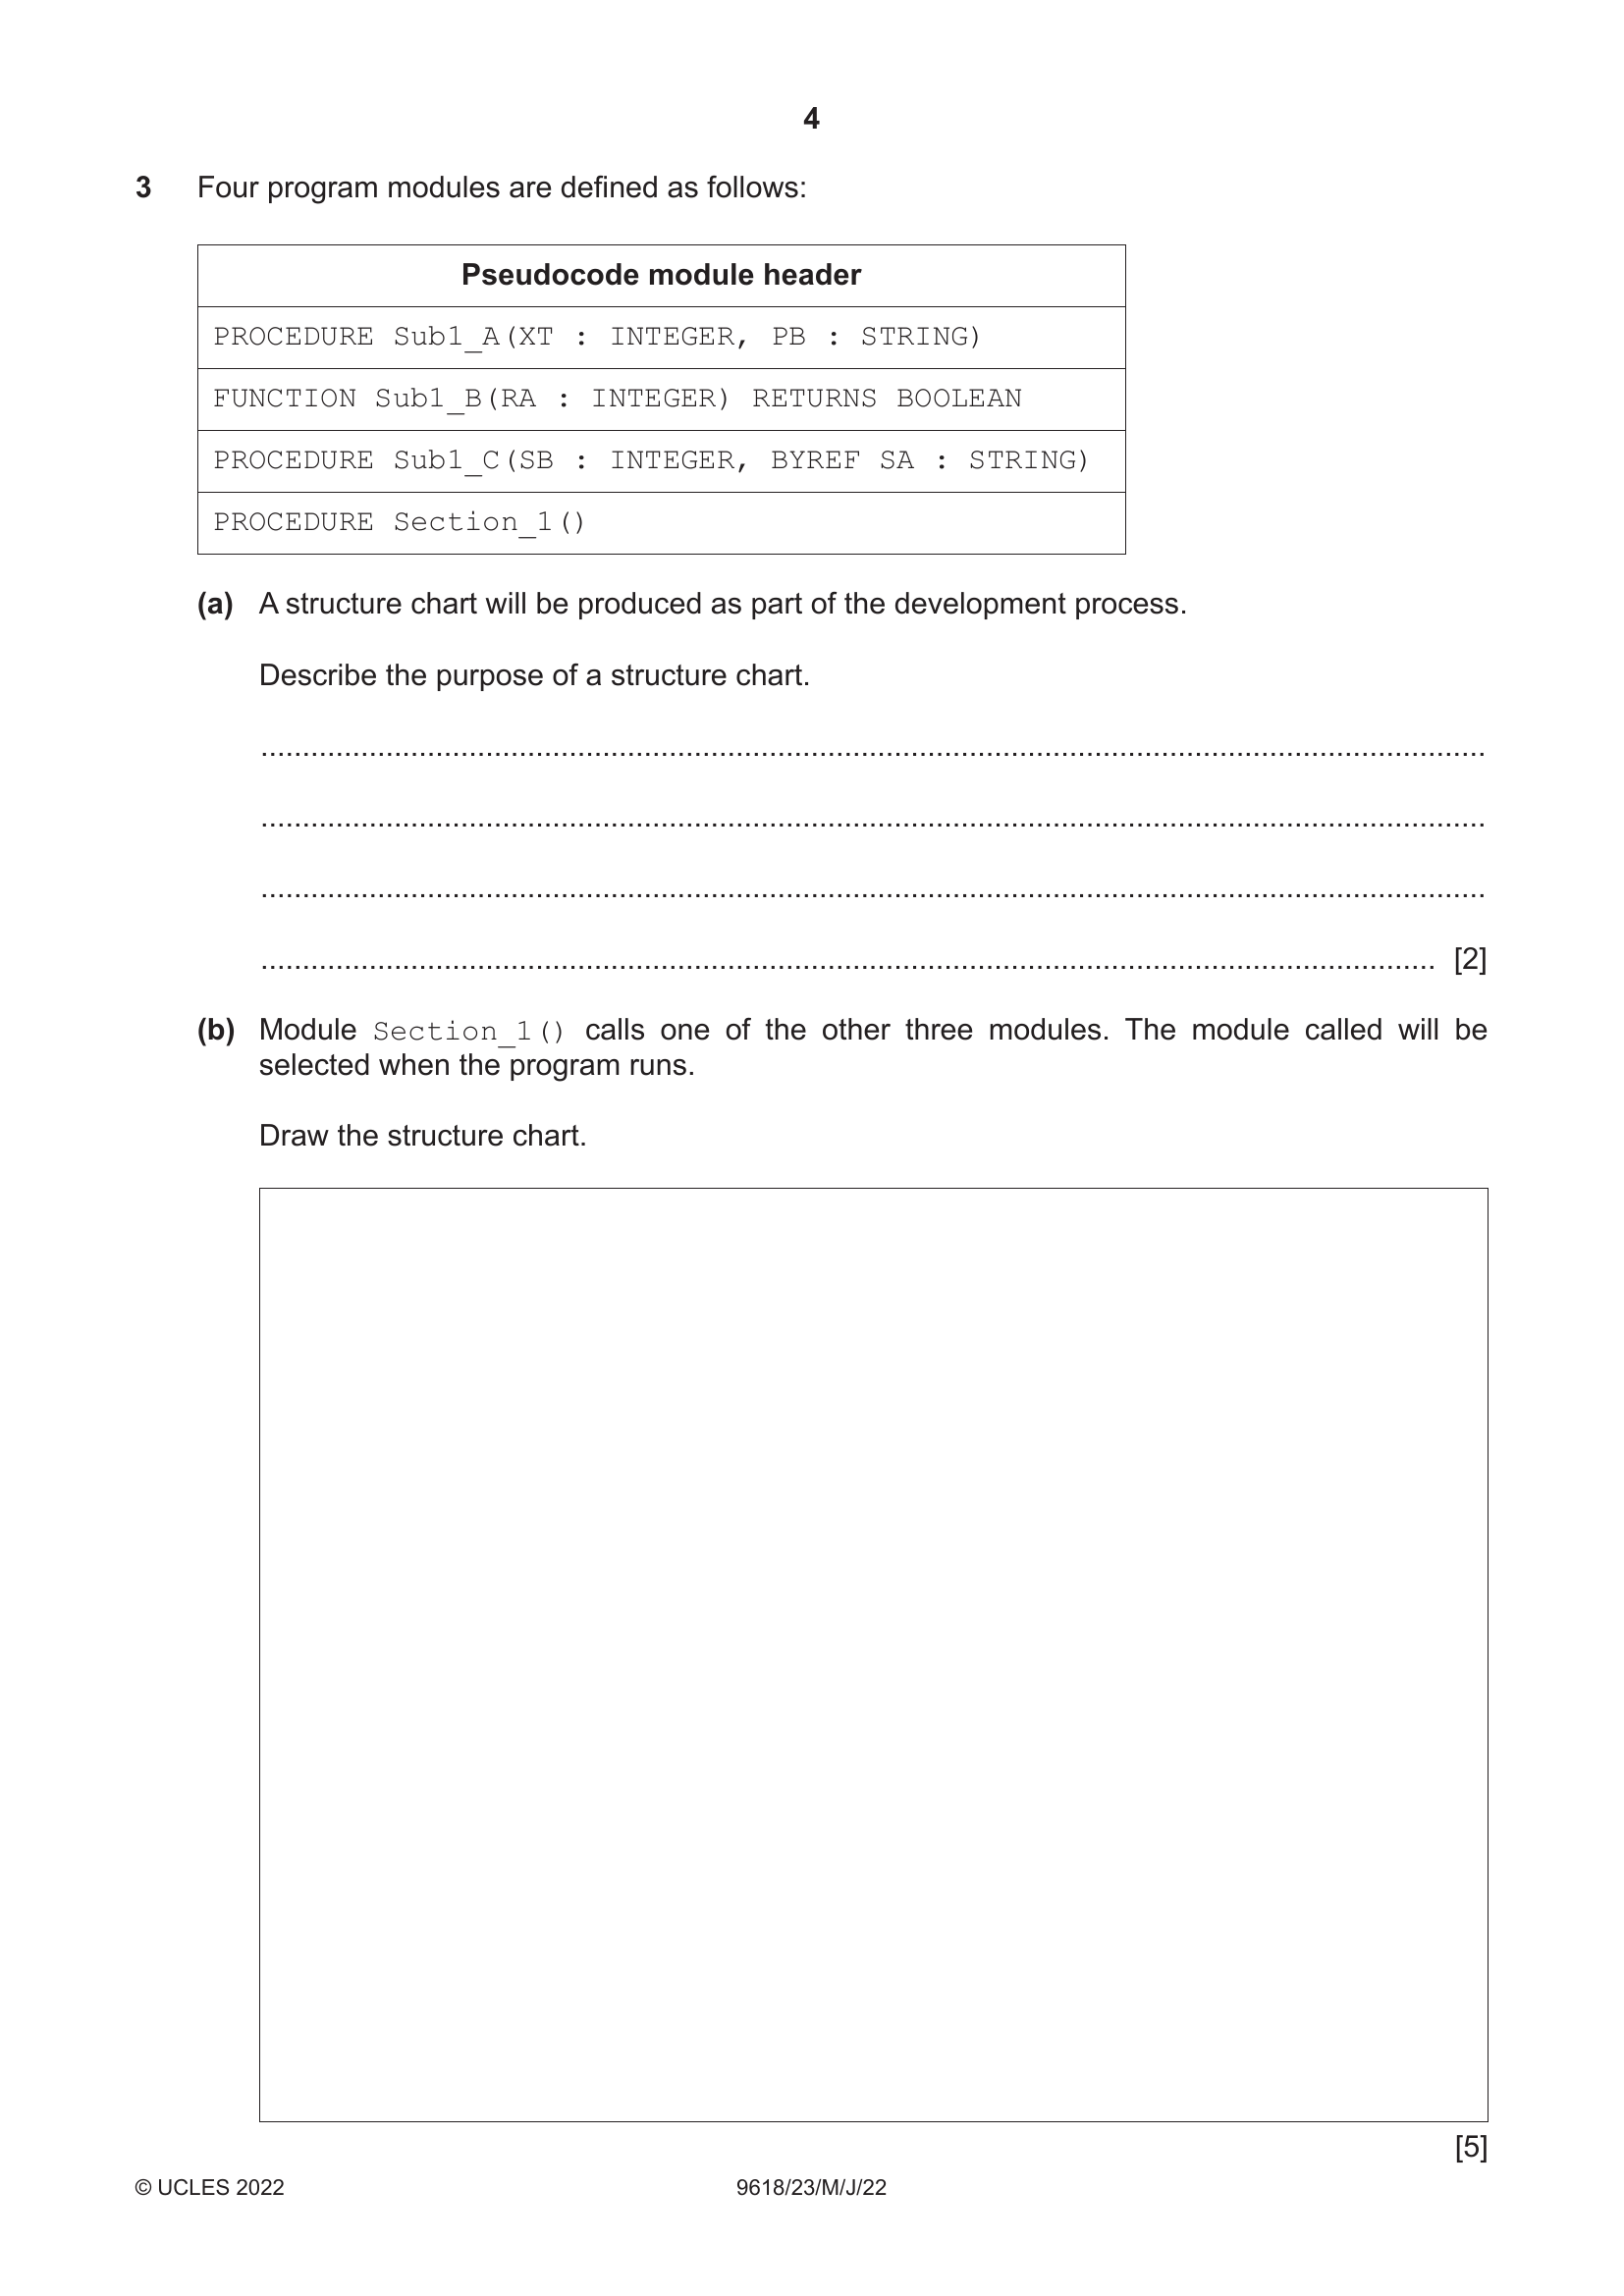 4
3 Four program modules are defined as follows:
Pseudocode module header
PROCEDURE Sub1_A(XT : INTEGER, PB : STRING)
FUNCTION Sub1_B(RA : INTEGER) RETURNS BOOLEAN
PROCEDURE Sub1_C(SB : INTEGER, BYREF SA : STRING)
PROCEDURE Section_1()
(a) A structure chart will be produced as part of the development process.
Describe the purpose of a structure chart.
[2]
(b) Module Section_1() calls one of the other three modules. The module called will be
selected when the program runs.
Draw the structure chart.
[5]
© UCLES 2022 9618/23/M/J/22